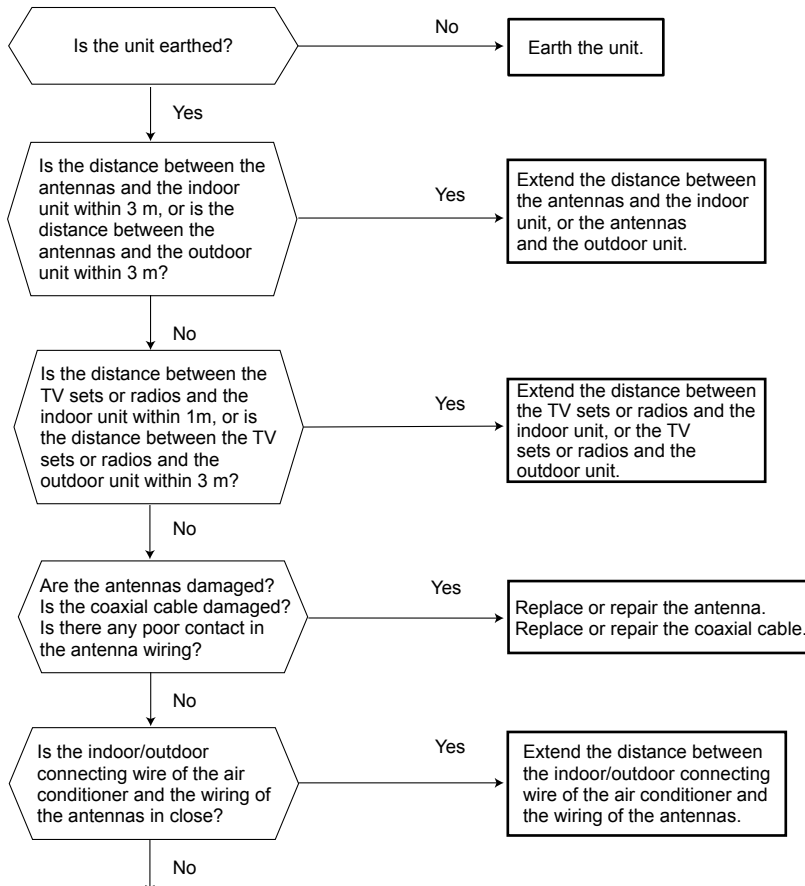 Is the unit earthed?
No
Earth the unit.
Yes
Is the distance between the
antennas and the indoor
unit within 3 m, or is the
distance between the
antennas and the outdoor
unit within 3 m?
Yes
Extend the distance between
the antennas and the indoor
unit, or the antennas
and the outdoor unit.
No
Is the distance between the
TV sets or radios and the
indoor unit within 1m, or is
the distance between the TV
sets or radios and the
outdoor unit within 3 m?
Yes
Extend the distance between
the TV sets or radios and the
indoor unit, or the TV
sets or radios and the
outdoor unit.
No
Are the antennas damaged?
Is the coaxial cable damaged?
Is there any poor contact in
the antenna wiring?
Yes
Replace or repair the antenna.
Replace or repair the coaxial cable.
No
Is the indoor/outdoor
connecting wire of the air
conditioner and the wiring of
the antennas in close?
Yes
Extend the distance between
the indoor/outdoor connecting
wire of the air conditioner and
the wiring of the antennas.
No